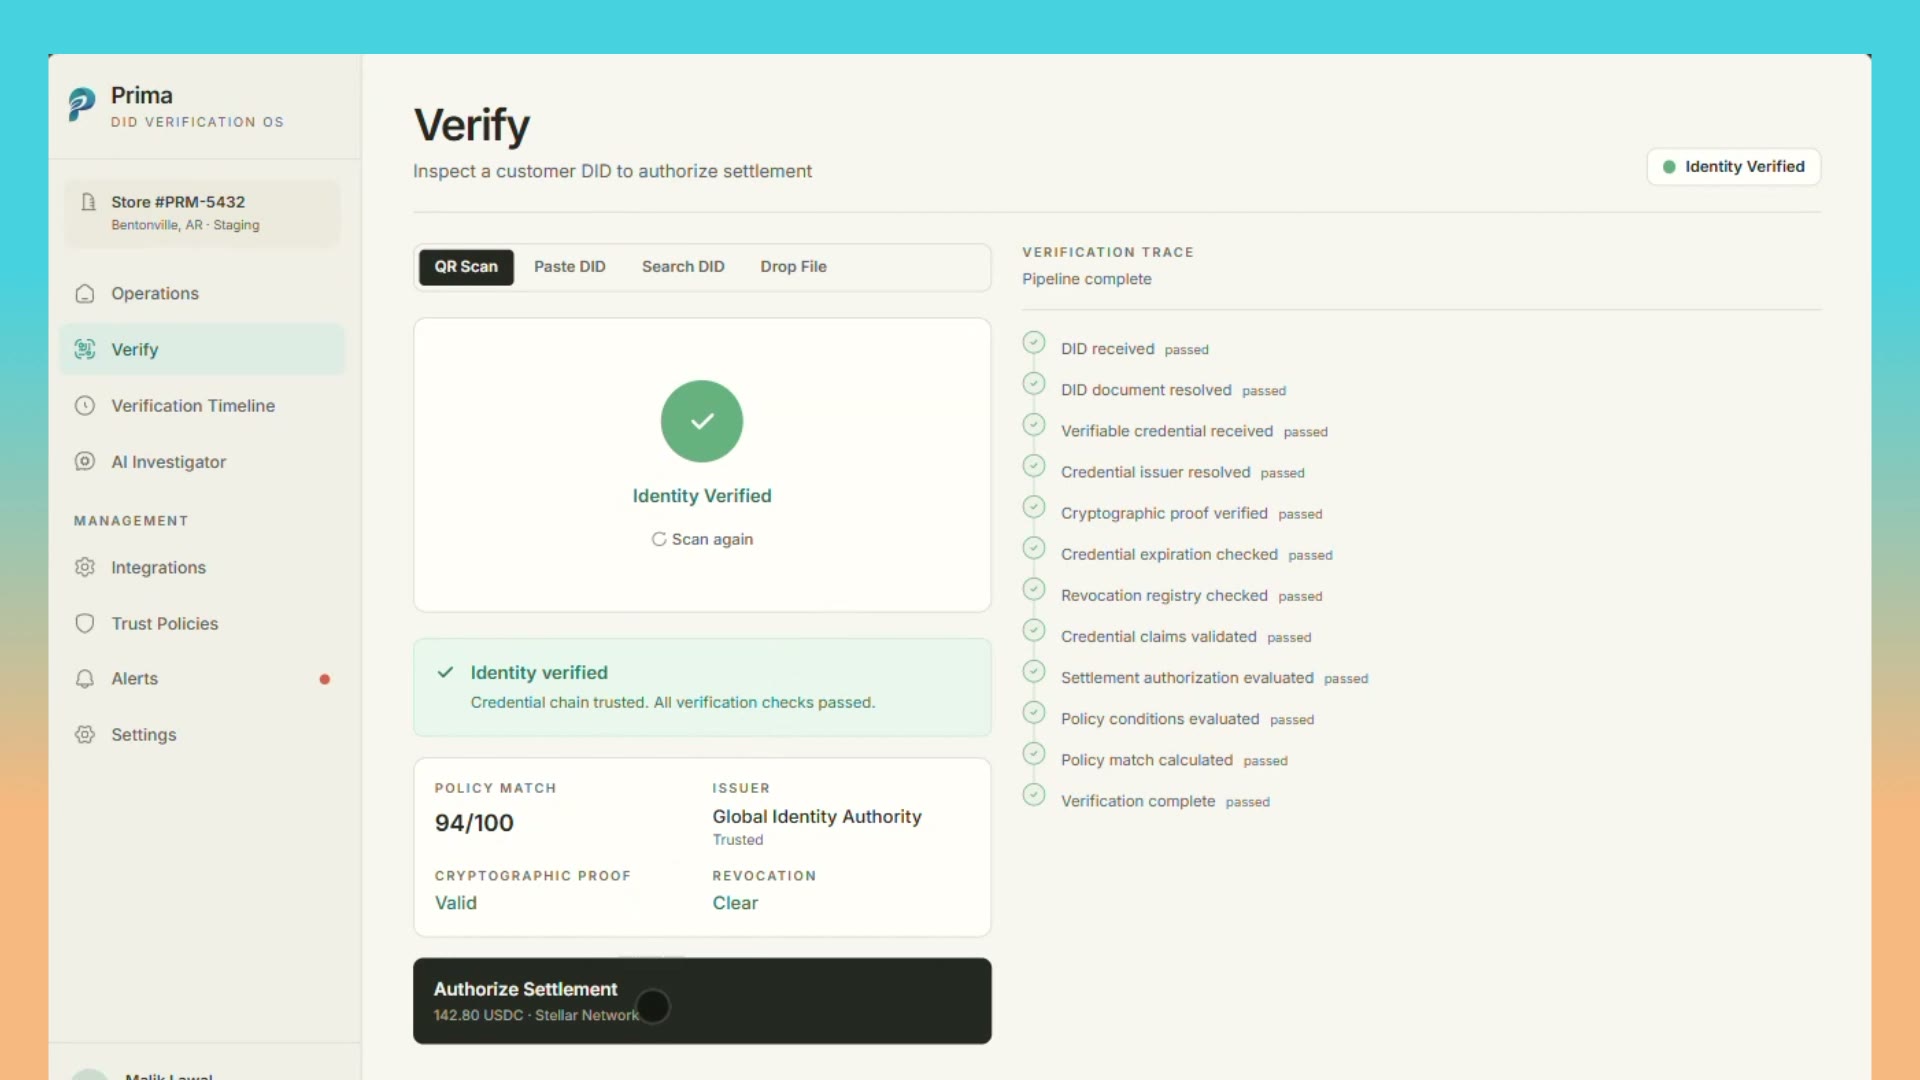 Prima
DID VERIFICATION OS
Store #PRM-5432
Bentonville, AR · Staging
Operations
Verify
Verification Timeline
AI Investigator
MANAGEMENT
Integrations
Trust Policies
Alerts
Settings
Malik Lawal
Verify
Inspect a customer DID to authorize settlement
Identity Verified
QR Scan
Paste DID
Search DID
Drop File
Identity Verified
Scan again
Identity verified
Credential chain trusted. All verification checks passed.
POLICY MATCH
94/100
ISSUER
Global Identity Authority
Trusted
CRYPTOGRAPHIC PROOF
Valid
REVOCATION
Clear
Authorize Settlement
142.80 USDC · Stellar Network
VERIFICATION TRACE
Pipeline complete
DID received passed
DID document resolved passed
Verifiable credential received passed
Credential issuer resolved passed
Cryptographic proof verified passed
Credential expiration checked passed
Revocation registry checked passed
Credential claims validated passed
Settlement authorization evaluated passed
Policy conditions evaluated passed
Policy match calculated passed
Verification complete passed